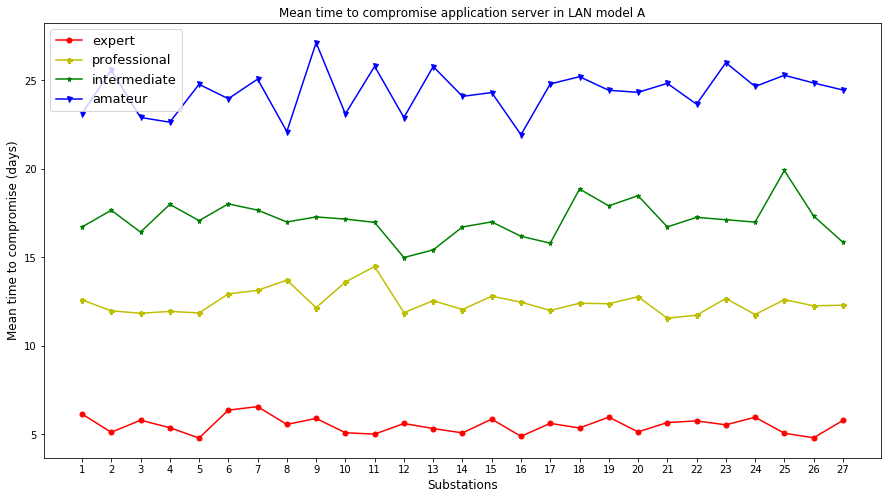 Mean time to compromise application server in LAN model A
expert
professional
intermediate
amateur
Mean time to compromise (days)
25
20
15
10
5
1 2 3 4 5 6 7 8 9 10 11 12 13 14 15 16 17 18 19 20 21 22 23 24 25 26 27
Substations